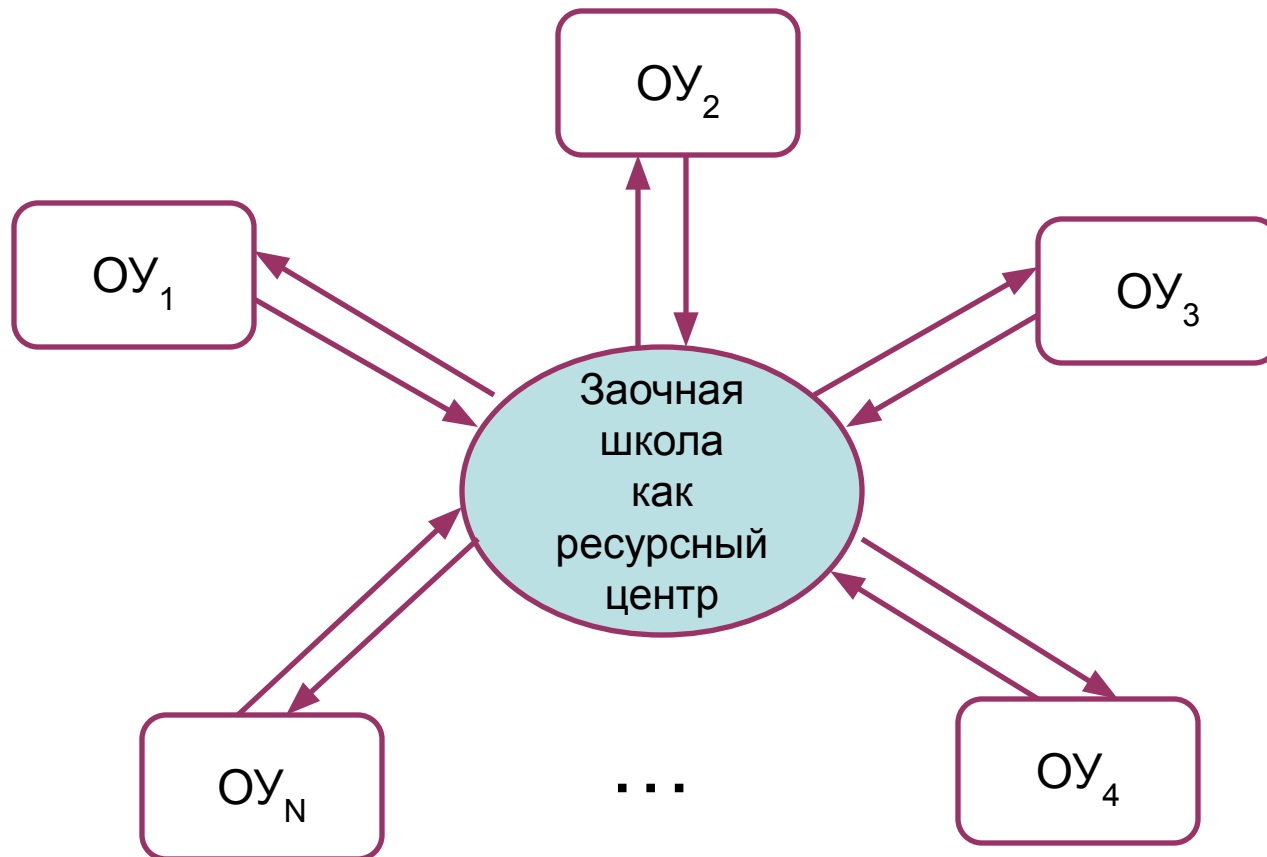 ОУ2
ОУ1
ОУ3
Заочная
школа
как
ресурсный
центр
ОУN
...
ОУ4